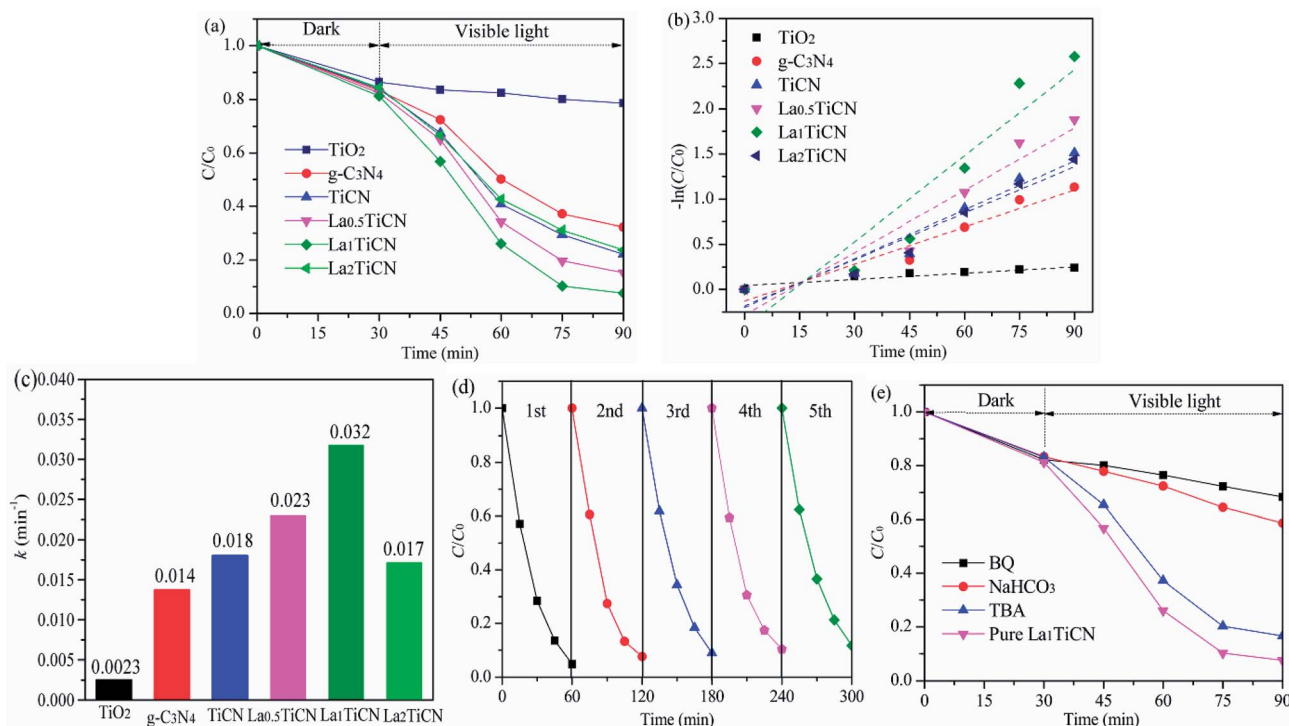 (a)
Dark
Visible light
1.0
0.8
0.6
0.4
0.2
0.0
C/C₀
TiO₂
g-C₃N₄
TiCN
La₀.₅TiCN
La₁TiCN
La₂TiCN
0 30 45 60 75 90
Time (min)
(b)
3.0
2.5
2.0
1.5
1.0
0.5
0.0
-ln(C/C₀)
TiO₂
g-C₃N₄
TiCN
La₀.₅TiCN
La₁TiCN
La₂TiCN
0 15 30 45 60 75 90
Time (min)
(c)
0.040
0.035
0.030
0.025
0.020
0.015
0.010
0.005
0.000
k (min⁻¹)
0.0023
0.014
0.018
0.023
0.032
0.017
TiO₂ g-C₃N₄ TiCN La₀.₅TiCN La₁TiCN La₂TiCN
(d)
1st 2nd 3rd 4th 5th
1.0
0.8
0.6
0.4
0.2
0.0
C/C₀
0 60 120 180 240 300
Time (min)
(e)
Dark
Visible light
1.0
0.8
0.6
0.4
0.2
0.0
C/C₀
BQ
NaHCO₃
TBA
Pure La₁TiCN
0 15 30 45 60 75 90
Time (min)